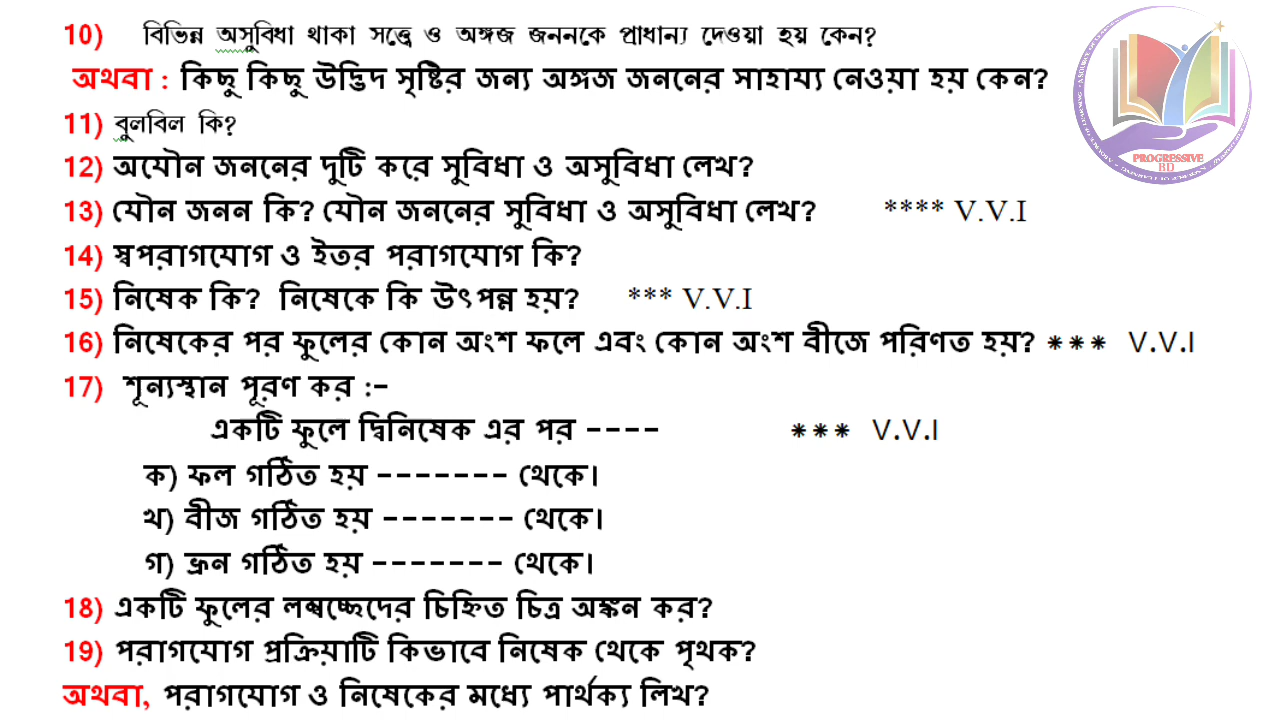 10) বিভিন্ন অসুবিধা থাকা সত্ত্বে ও অঙ্গজ জননকে প্রাধান্য দেওয়া হয় কেন?
অথবা : কিছু কিছু উদ্ভিদ সৃষ্টির জন্য অঙ্গজ জননের সাহায্য নেওয়া হয় কেন?
11) বুলবিল কি?
12) অযৌন জননের দুটি করে সুবিধা ও অসুবিধা লেখ?
13) যৌন জনন কি? যৌন জননের সুবিধা ও অসুবিধা লেখ? **** V.V.I
14) স্বপরাগযোগ ও ইতর পরাগযোগ কি?
15) নিষেক কি? নিষেকে কি উৎপন্ন হয়? *** V.V.I
16) নিষেকের পর ফুলের কোন অংশ ফলে এবং কোন অংশ বীজে পরিণত হয়? *** V.V.I
17) শূন্যস্থান পূরণ কর :-
একটি ফুলে দ্বিনিষেক এর পর ---- *** V.V.I
ক) ফল গঠিত হয় ------- থেকে।
খ) বীজ গঠিত হয় ------- থেকে।
গ) ভ্রন গঠিত হয় ------- থেকে।
18) একটি ফুলের লম্বচ্ছেদের চিহ্নিত চিত্র অঙ্কন কর?
19) পরাগযোগ প্রক্রিয়াটি কিভাবে নিষেক থেকে পৃথক?
অথবা, পরাগযোগ ও নিষেকের মধ্যে পার্থক্য লিখ?
PROGRESSIVE
BD